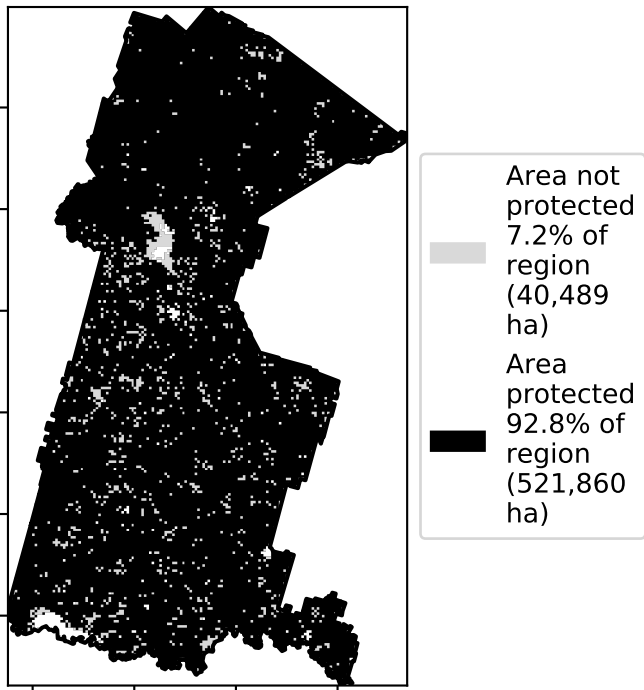 Area not
protected
7.2% of
region
(40,489
ha)
Area
protected
92.8% of
region
(521,860
ha)